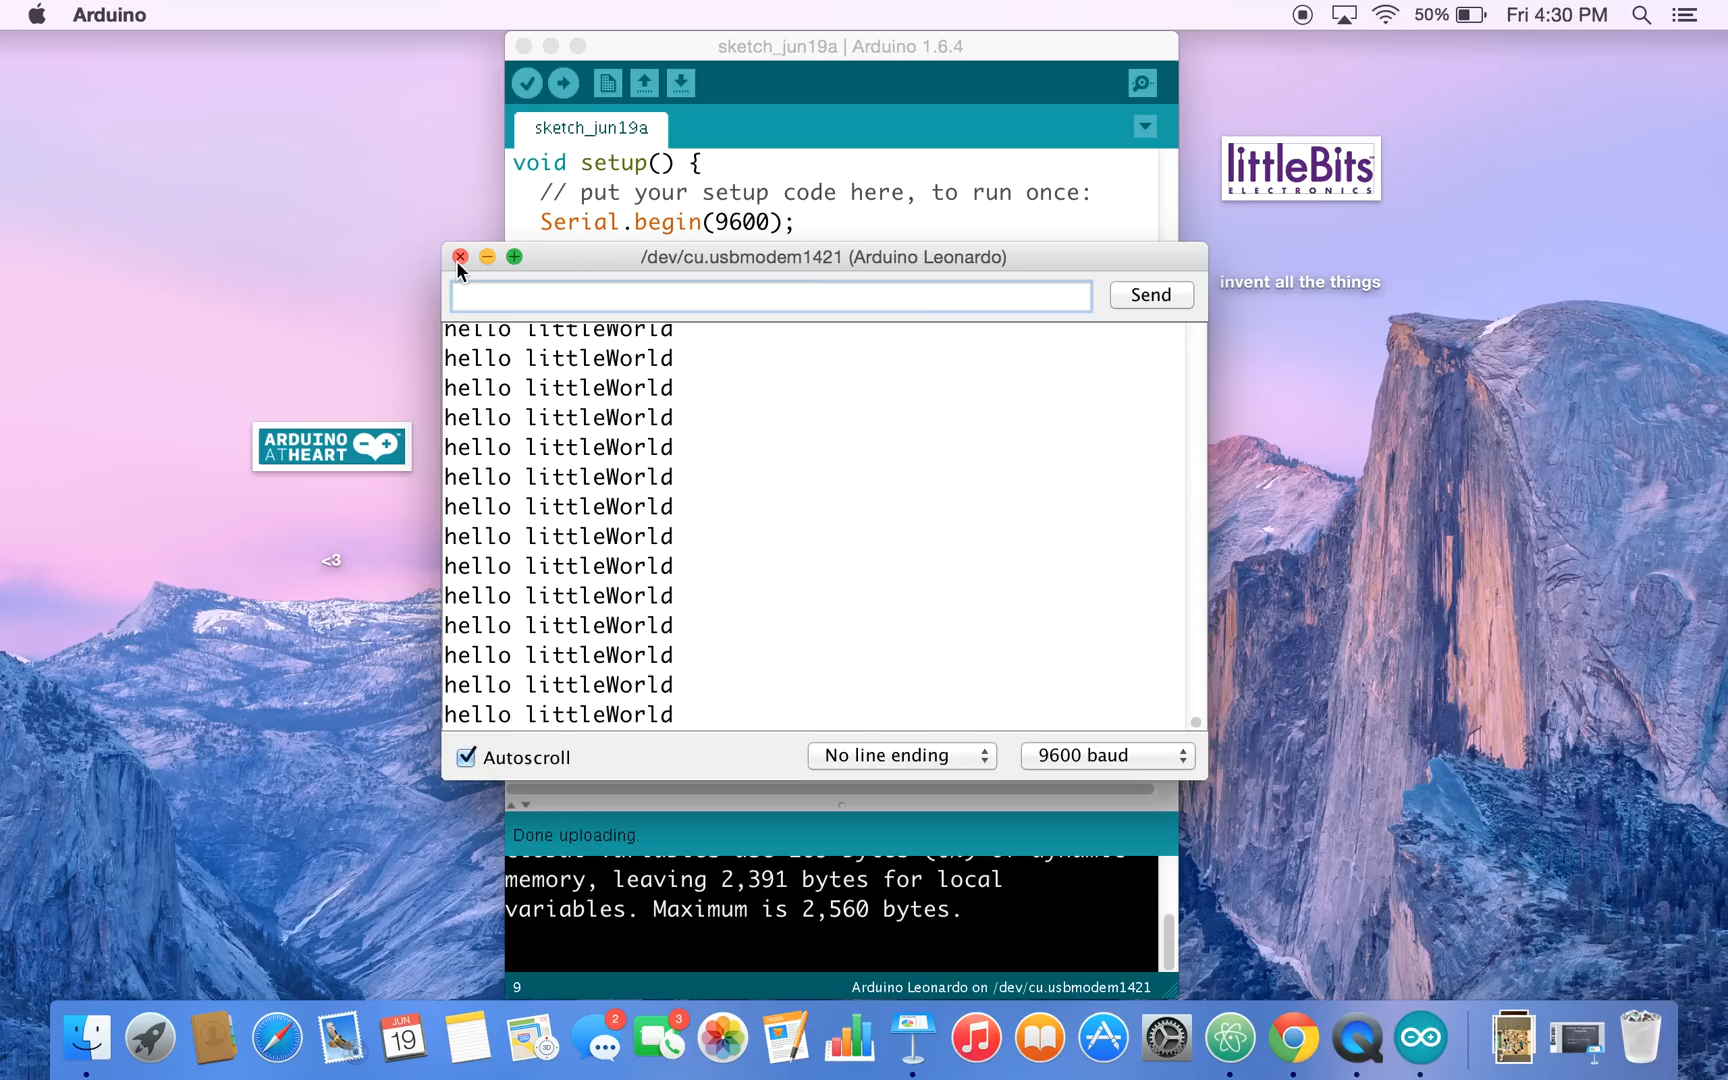 Arduino
50%
Fri 4:30 PM
sketch_jun19a | Arduino 1.6.4
sketch_jun19a
void setup() {
// put your setup code here, to run once:
Serial.begin(9600);
littleBits
ELECTRONICS
/dev/cu.usbmodem1421 (Arduino Leonardo)
Send
invent all the things
hello littleWorld
hello littleWorld
hello littleWorld
hello littleWorld
hello littleWorld
hello littleWorld
hello littleWorld
hello littleWorld
hello littleWorld
hello littleWorld
hello littleWorld
hello littleWorld
hello littleWorld
hello littleWorld
ARDUINO
ATHEART
<3
Autoscroll
No line ending
9600 baud
Done uploading.
memory, leaving 2,391 bytes for local
variables. Maximum is 2,560 bytes.
9
Arduino Leonardo on /dev/cu.usbmodem1421
JUN
19
2
3
3D